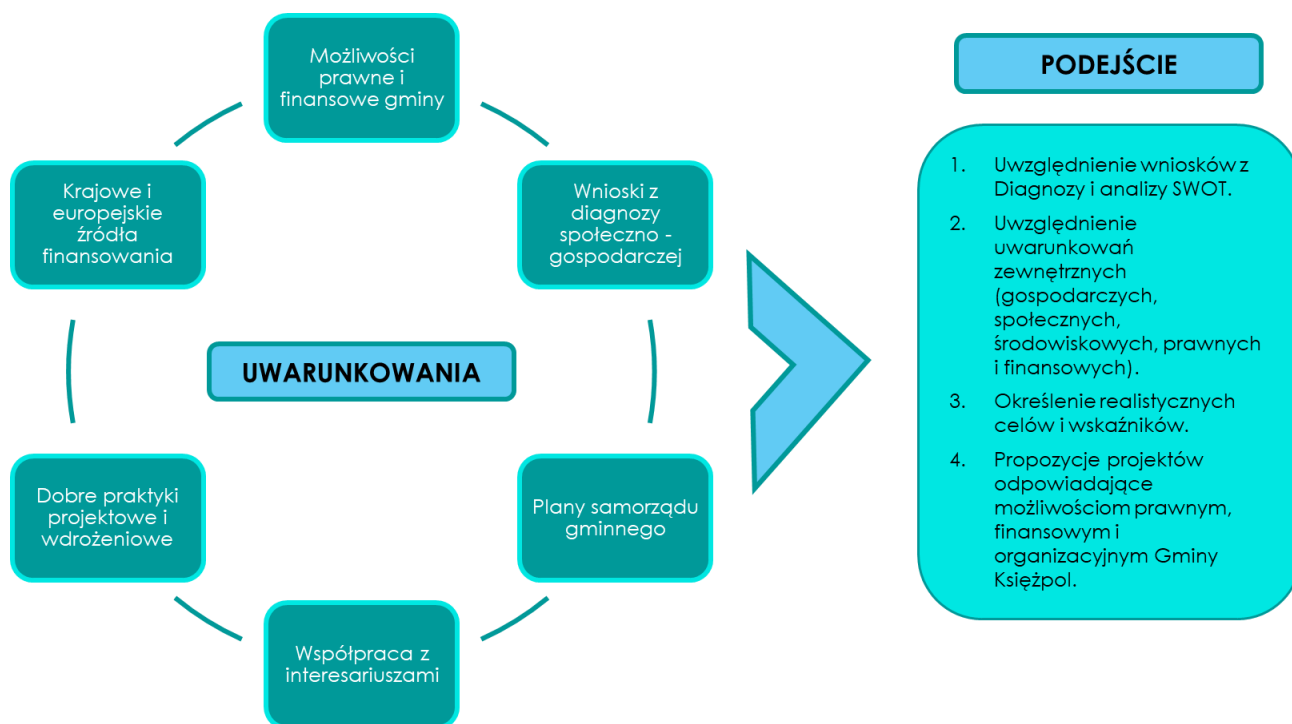 Możliwości
prawne i
finansowe gminy
Wnioski z
diagnozy
społeczno -
gospodarczej
Plany samorządu
gminnego
Współpraca z
interesariuszami
Dobre praktyki
projektowe i
wdrożeniowe
Krajowe i
europejskie
źródła
finansowania
UWARUNKOWANIA
PODEJŚCIE
1. Uwzględnienie wniosków z
Diagnozy i analizy SWOT.
2. Uwzględnienie
uwarunkowań
zewnętrznych
(gospodarczych,
społecznych,
środowiskowych, prawnych
i finansowych).
3. Określenie realistycznych
celów i wskaźników.
4. Propozycje projektów
odpowiadające
możliwościom prawnym,
finansowym i
organizacyjnym Gminy
Księżpol.